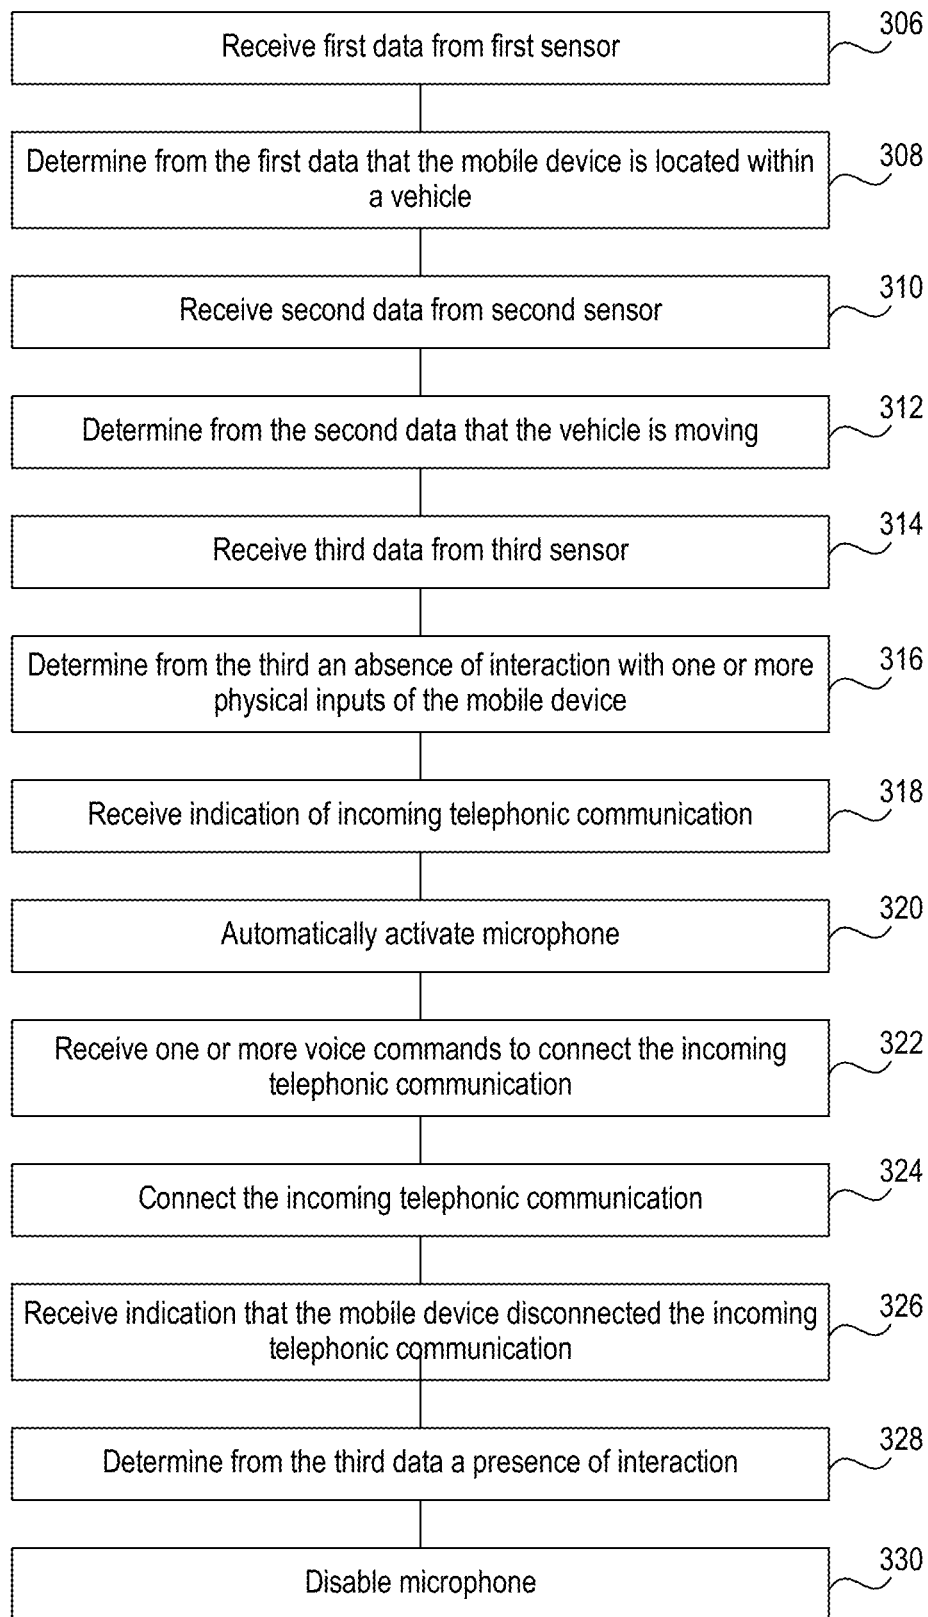 306
Receive first data from first sensor
308
Determine from the first data that the mobile device is located within
a vehicle
310
Receive second data from second sensor
312
Determine from the second data that the vehicle is moving
314
Receive third data from third sensor
316
Determine from the third an absence of interaction with one or more
physical inputs of the mobile device
318
Receive indication of incoming telephonic communication
320
Automatically activate microphone
322
Receive one or more voice commands to connect the incoming
telephonic communication
324
Connect the incoming telephonic communication
326
Receive indication that the mobile device disconnected the incoming
telephonic communication
328
Determine from the third data a presence of interaction
330
Disable microphone